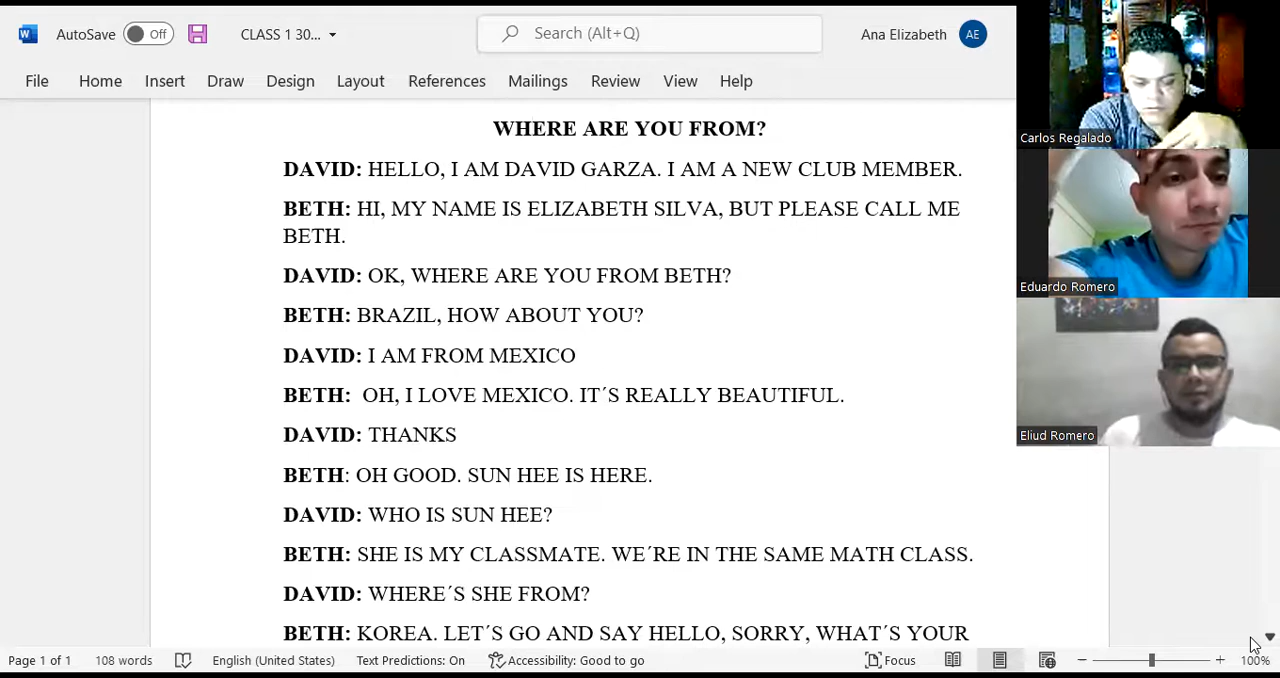 AutoSave Off CLASS 1 30... Search (Alt+Q) Ana Elizabeth AE
File Home Insert Draw Design Layout References Mailings Review View Help
WHERE ARE YOU FROM?
DAVID: HELLO, I AM DAVID GARZA. I AM A NEW CLUB MEMBER.
BETH: HI, MY NAME IS ELIZABETH SILVA, BUT PLEASE CALL ME
BETH.
DAVID: OK, WHERE ARE YOU FROM BETH?
BETH: BRAZIL, HOW ABOUT YOU?
DAVID: I AM FROM MEXICO
BETH: OH, I LOVE MEXICO. IT´S REALLY BEAUTIFUL.
DAVID: THANKS
BETH: OH GOOD. SUN HEE IS HERE.
DAVID: WHO IS SUN HEE?
BETH: SHE IS MY CLASSMATE. WE´RE IN THE SAME MATH CLASS.
DAVID: WHERE´S SHE FROM?
BETH: KOREA. LET´S GO AND SAY HELLO, SORRY, WHAT´S YOUR
Page 1 of 1 108 words English (United States) Text Predictions: On Accessibility: Good to go Focus 100%
Carlos Regalado
Eduardo Romero
Eliud Romero